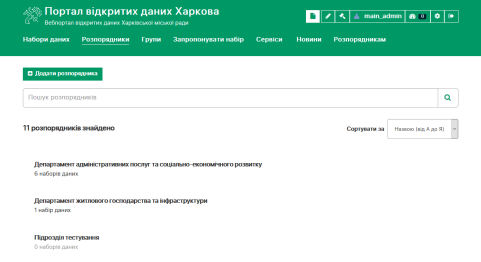 Портал відкритих даних Харкова
Вебпортал відкритих даних Харківської міської ради
main_admin 0
Набори даних Розпорядники Групи Запропонувати набір Сервіси Новини Розпорядникам
Додати розпорядника
Пошук розпорядників
11 розпорядників знайдено
Сортувати за Назвою (від А до Я)
Департамент адміністративних послуг та соціально-економічного розвитку
6 наборів даних
Департамент житлового господарства та інфраструктури
1 набір даних
Підрозділ тестування
0 наборів даних